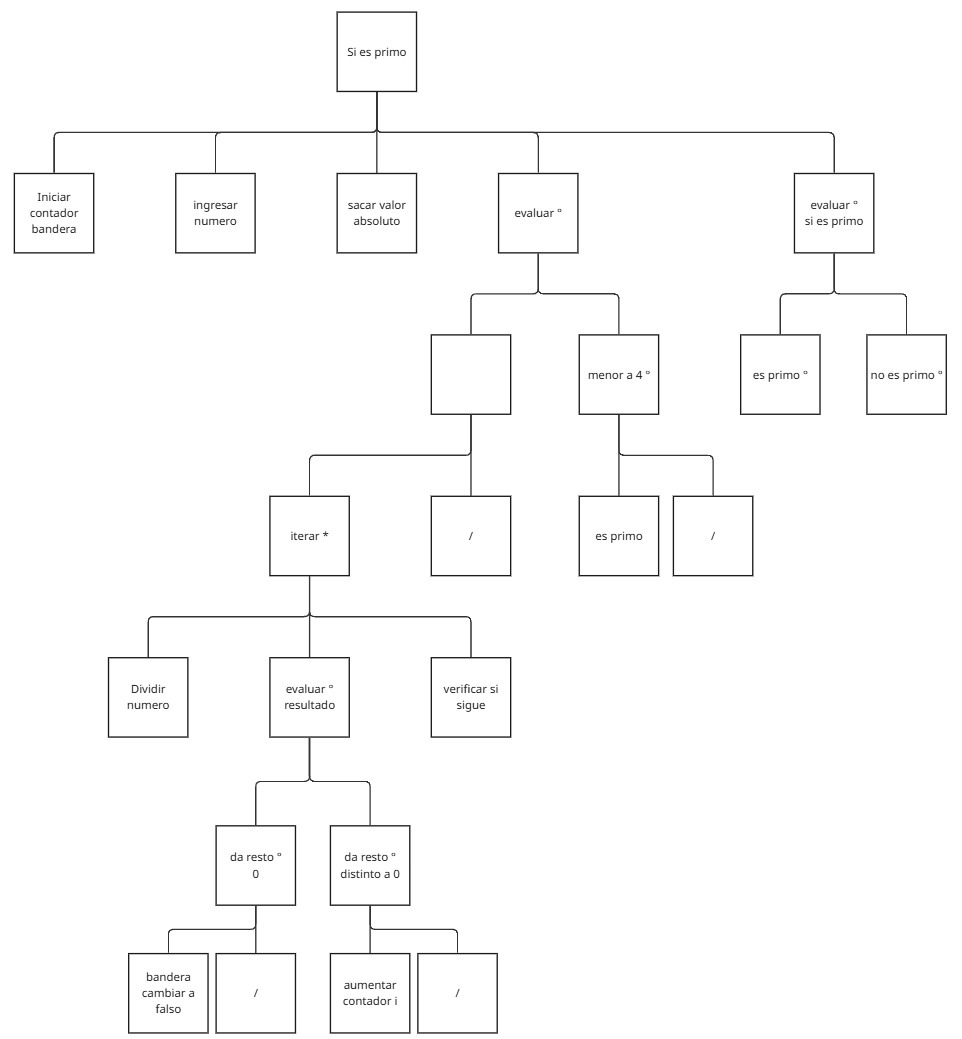 Si es primo
Iniciar
contador
bandera
ingresar
numero
sacar valor
absoluto
evaluar °
evaluar °
si es primo
menor a 4 °
es primo °
no es primo °
iterar *
/
es primo
/
Dividir
numero
evaluar °
resultado
verificar si
sigue
da resto °
0
da resto °
distinto a 0
bandera
cambiar a
falso
/
aumentar
contador i
/